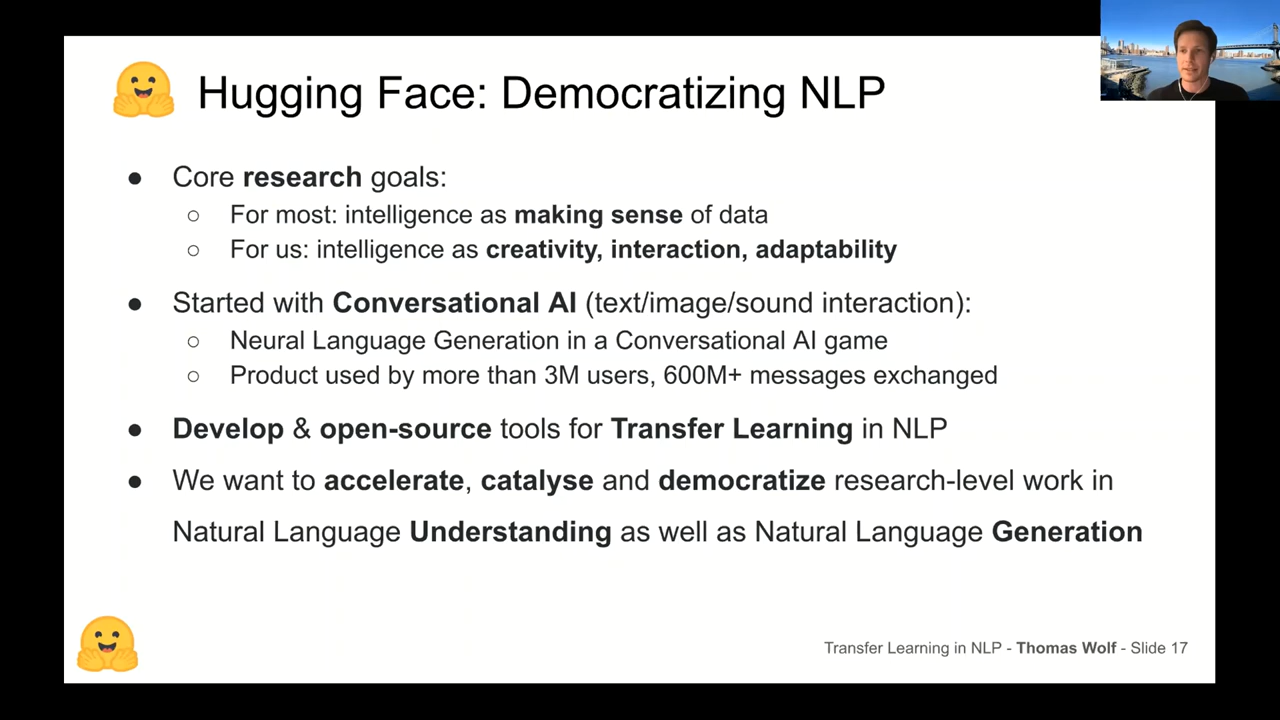 Hugging Face: Democratizing NLP
● Core research goals:
○ For most: intelligence as making sense of data
○ For us: intelligence as creativity, interaction, adaptability
● Started with Conversational AI (text/image/sound interaction):
○ Neural Language Generation in a Conversational AI game
○ Product used by more than 3M users, 600M+ messages exchanged
● Develop & open-source tools for Transfer Learning in NLP
● We want to accelerate, catalyse and democratize research-level work in
Natural Language Understanding as well as Natural Language Generation
Transfer Learning in NLP - Thomas Wolf - Slide 17